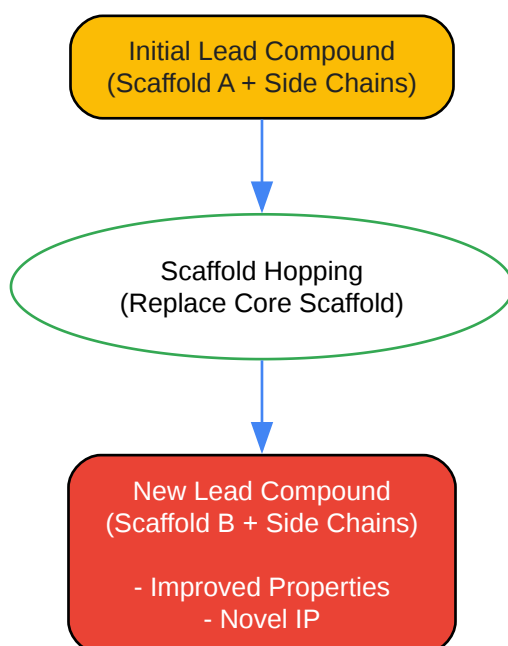 Initial Lead Compound
(Scaffold A + Side Chains)
Scaffold Hopping
(Replace Core Scaffold)
New Lead Compound
(Scaffold B + Side Chains)
- Improved Properties
- Novel IP